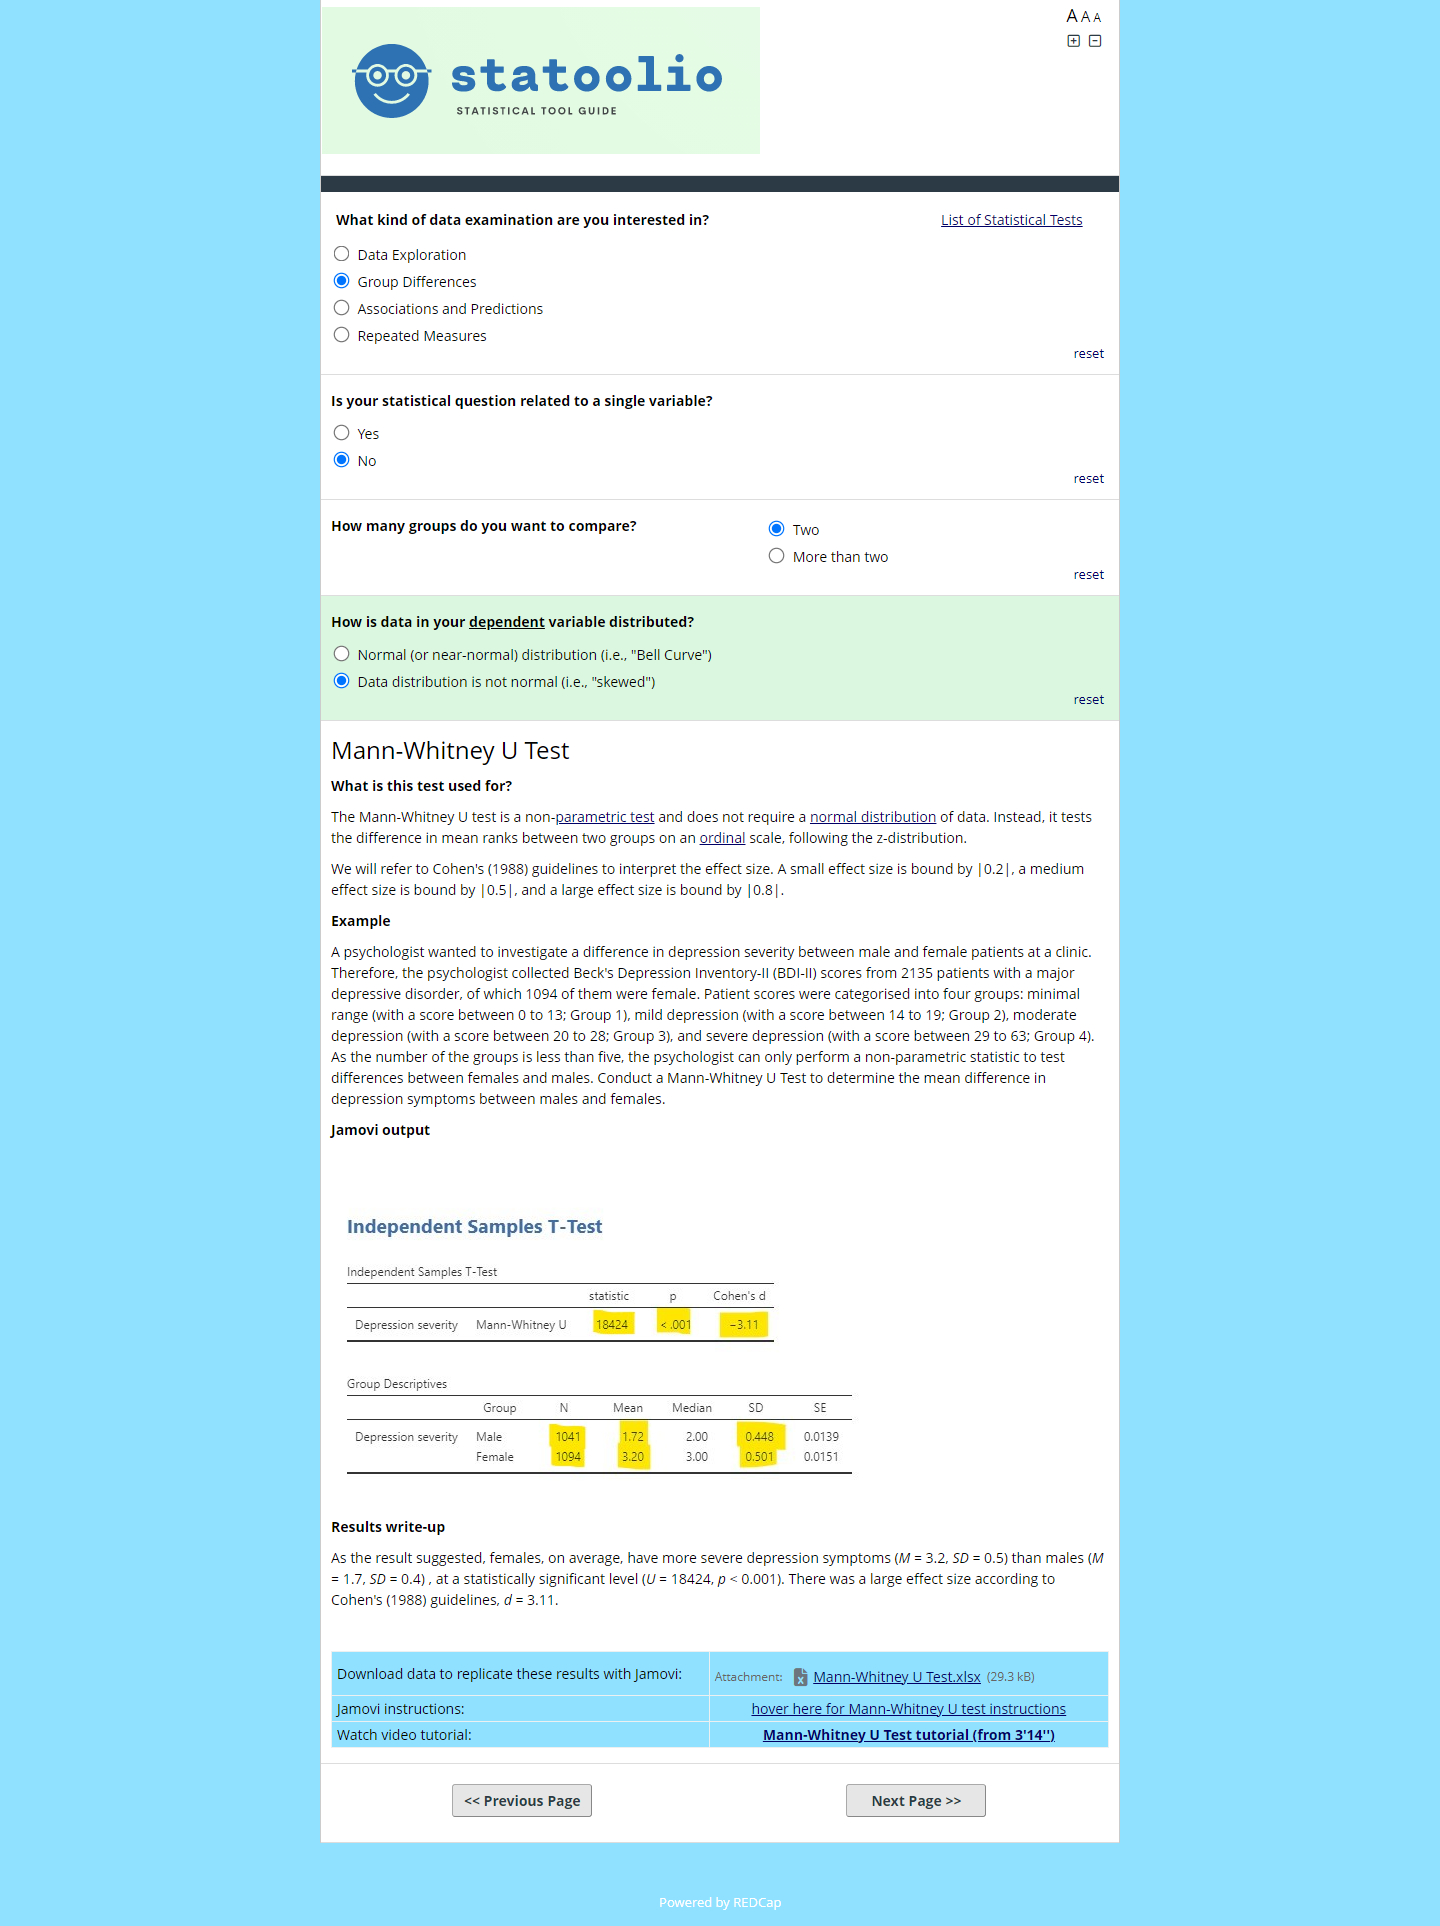 A A A
statoolio
STATISTICAL TOOL GUIDE
What kind of data examination are you interested in?
List of Statistical Tests
Data Exploration
Group Differences
Associations and Predictions
Repeated Measures
reset
Is your statistical question related to a single variable?
Yes
No
reset
How many groups do you want to compare?
Two
More than two
reset
How is data in your dependent variable distributed?
Normal (or near-normal) distribution (i.e., "Bell Curve")
Data distribution is not normal (i.e., "skewed")
reset
Mann-Whitney U Test
What is this test used for?
The Mann-Whitney U test is a non-parametric test and does not require a normal distribution of data. Instead, it tests
the difference in mean ranks between two groups on an ordinal scale, following the z-distribution.
We will refer to Cohen's (1988) guidelines to interpret the effect size. A small effect size is bound by |0.2|, a medium
effect size is bound by |0.5|, and a large effect size is bound by |0.8|.
Example
A psychologist wanted to investigate a difference in depression severity between male and female patients at a clinic.
Therefore, the psychologist collected Beck's Depression Inventory-II (BDI-II) scores from 2135 patients with a major
depressive disorder, of which 1094 of them were female. Patient scores were categorised into four groups: minimal
range (with a score between 0 to 13; Group 1), mild depression (with a score between 14 to 19; Group 2), moderate
depression (with a score between 20 to 28; Group 3), and severe depression (with a score between 29 to 63; Group 4).
As the number of the groups is less than five, the psychologist can only perform a non-parametric statistic to test
differences between females and males. Conduct a Mann-Whitney U Test to determine the mean difference in
depression symptoms between males and females.
Jamovi output
Independent Samples T-Test
Independent Samples T-Test
statistic p Cohen's d
Depression severity Mann-Whitney U 18424 < .001 −3.11
Group Descriptives
Group N Mean Median SD SE
Depression severity Male 1041 1.72 2.00 0.448 0.0139
Female 1094 3.20 3.00 0.501 0.0151
Results write-up
As the result suggested, females, on average, have more severe depression symptoms (M = 3.2, SD = 0.5) than males (M
= 1.7, SD = 0.4) , at a statistically significant level (U = 18424, p < 0.001). There was a large effect size according to
Cohen's (1988) guidelines, d = 3.11.
Download data to replicate these results with Jamovi: Attachment: Mann-Whitney U Test.xlsx (29.3 kB)
Jamovi instructions: hover here for Mann-Whitney U test instructions
Watch video tutorial: Mann-Whitney U Test tutorial (from 3'14'')
<< Previous Page Next Page >>
Powered by REDCap